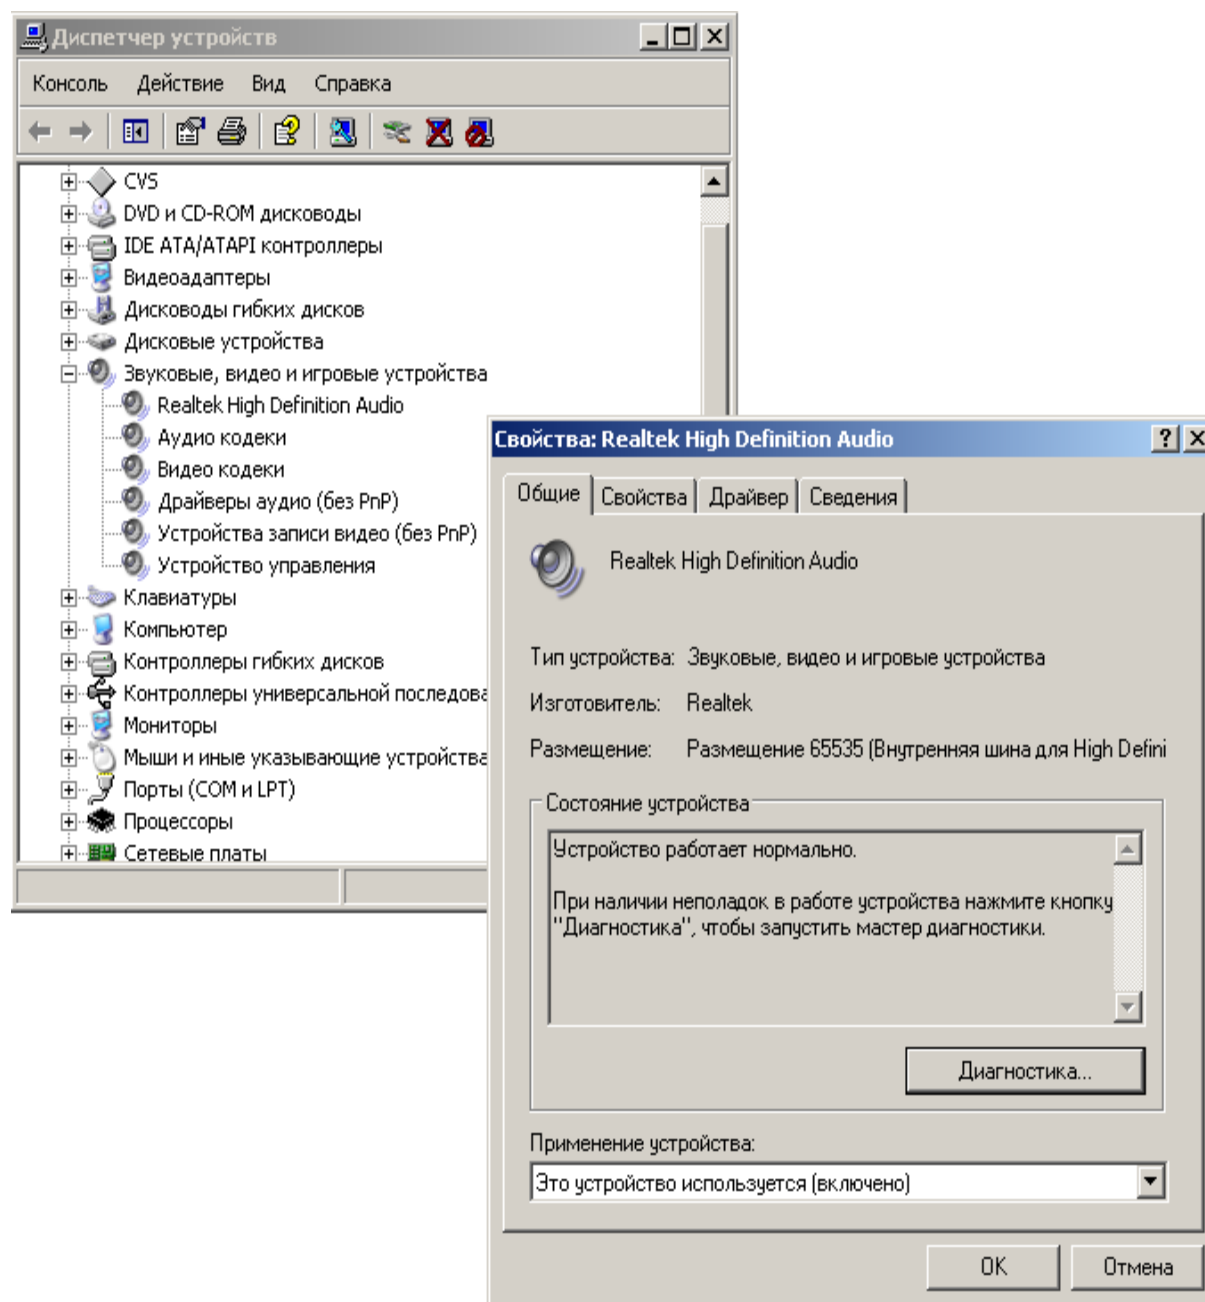 Диспетчер устройств
Консоль Действие Вид Справка
CVS
DVD и CD-ROM дисководы
IDE ATA/ATAPI контроллеры
Видеоадаптеры
Дисководы гибких дисков
Дисковые устройства
Звуковые, видео и игровые устройства
Realtek High Definition Audio
Аудио кодеки
Видео кодеки
Драйверы аудио (без PnP)
Устройства записи видео (без PnP)
Устройство управления
Клавиатуры
Компьютер
Контроллеры гибких дисков
Контроллеры универсальной последова
Мониторы
Мыши и иные указывающие устройства
Порты (COM и LPT)
Процессоры
Сетевые платы
Свойства: Realtek High Definition Audio
Общие Свойства Драйвер Сведения
Realtek High Definition Audio
Тип устройства: Звуковые, видео и игровые устройства
Изготовитель: Realtek
Размещение: Размещение 65535 (Внутренняя шина для High Defini
Состояние устройства
Устройство работает нормально.
При наличии неполадок в работе устройства нажмите кнопку
"Диагностика", чтобы запустить мастер диагностики.
Диагностика...
Применение устройства:
Это устройство используется (включено)
OK Отмена